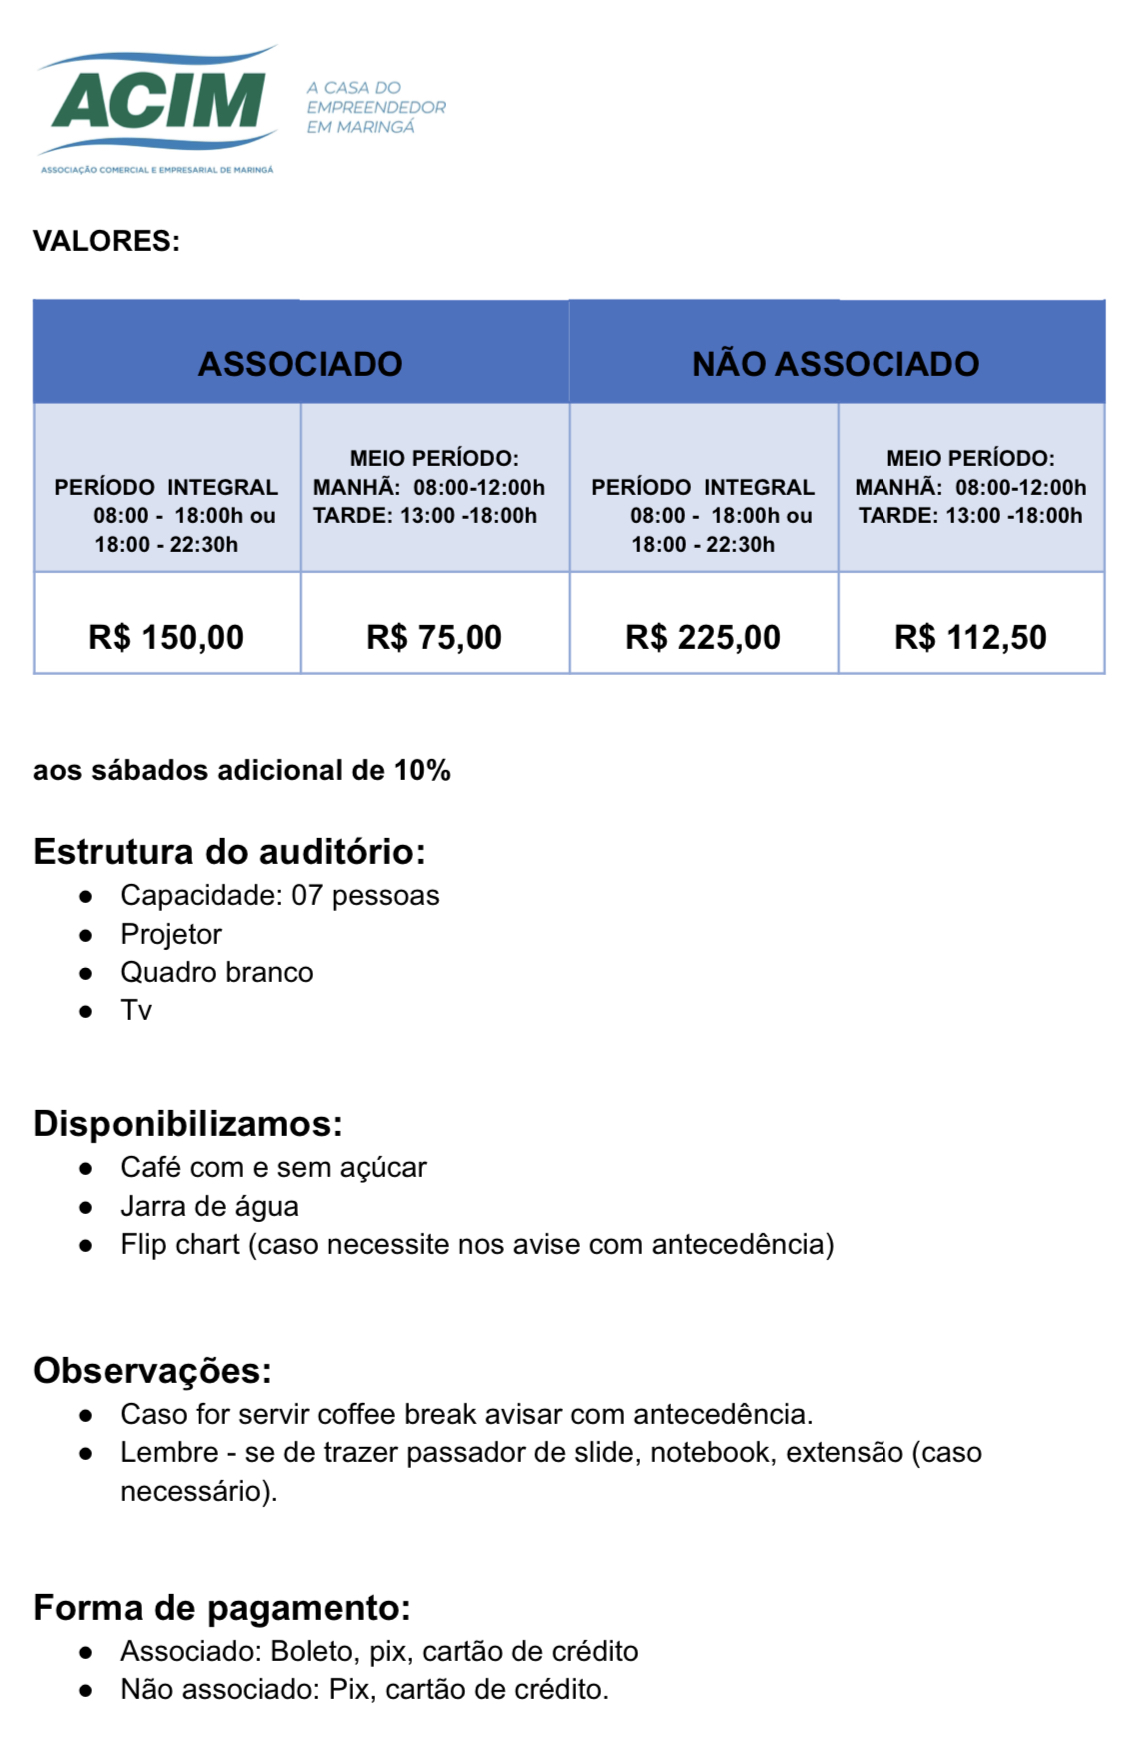 ACIM
A CASA DO
EMPREENDEDOR
EM MARINGÁ
ASSOCIAÇÃO COMERCIAL E EMPRESARIAL DE MARINGÁ
VALORES:
ASSOCIADO
NÃO ASSOCIADO
PERÍODO INTEGRAL
08:00 - 18:00h ou
18:00 - 22:30h
MEIO PERÍODO:
MANHÃ: 08:00-12:00h
TARDE: 13:00 -18:00h
PERÍODO INTEGRAL
08:00 - 18:00h ou
18:00 - 22:30h
MEIO PERÍODO:
MANHÃ: 08:00-12:00h
TARDE: 13:00 -18:00h
R$ 150,00
R$ 75,00
R$ 225,00
R$ 112,50
aos sábados adicional de 10%
Estrutura do auditório:
● Capacidade: 07 pessoas
● Projetor
● Quadro branco
● Tv
Disponibilizamos:
● Café com e sem açúcar
● Jarra de água
● Flip chart (caso necessite nos avise com antecedência)
Observações:
● Caso for servir coffee break avisar com antecedência.
● Lembre - se de trazer passador de slide, notebook, extensão (caso
necessário).
Forma de pagamento:
● Associado: Boleto, pix, cartão de crédito
● Não associado: Pix, cartão de crédito.